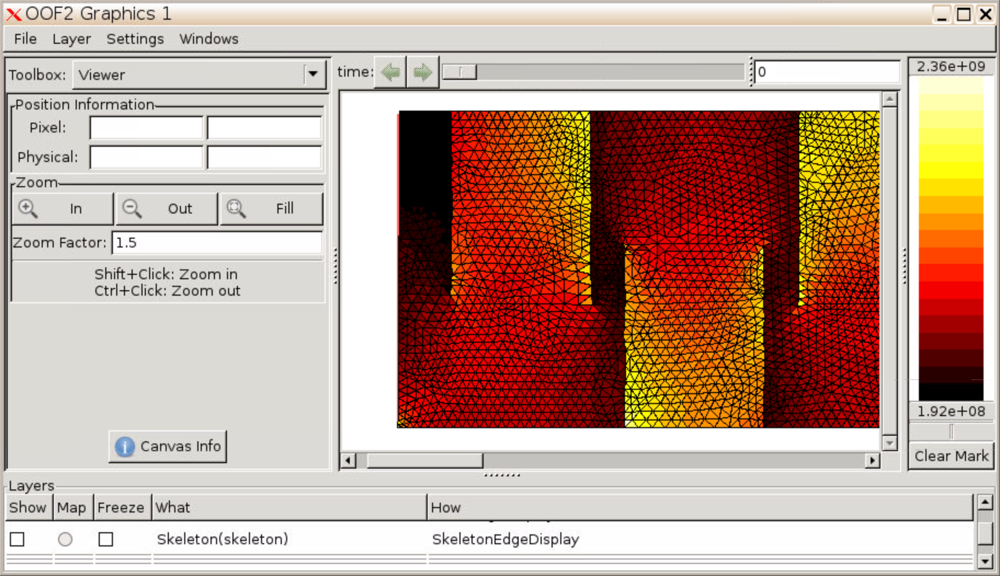 OOF2 Graphics 1
File Layer Settings Windows
Toolbox: Viewer
time: 0
2.36e+09
Position Information
Pixel:
Physical:
Zoom
In Out Fill
Zoom Factor: 1.5
Shift+Click: Zoom in
Ctrl+Click: Zoom out
1.92e+08
Canvas Info
Clear Mark
Layers
Show Map Freeze What How
Skeleton(skeleton) SkeletonEdgeDisplay